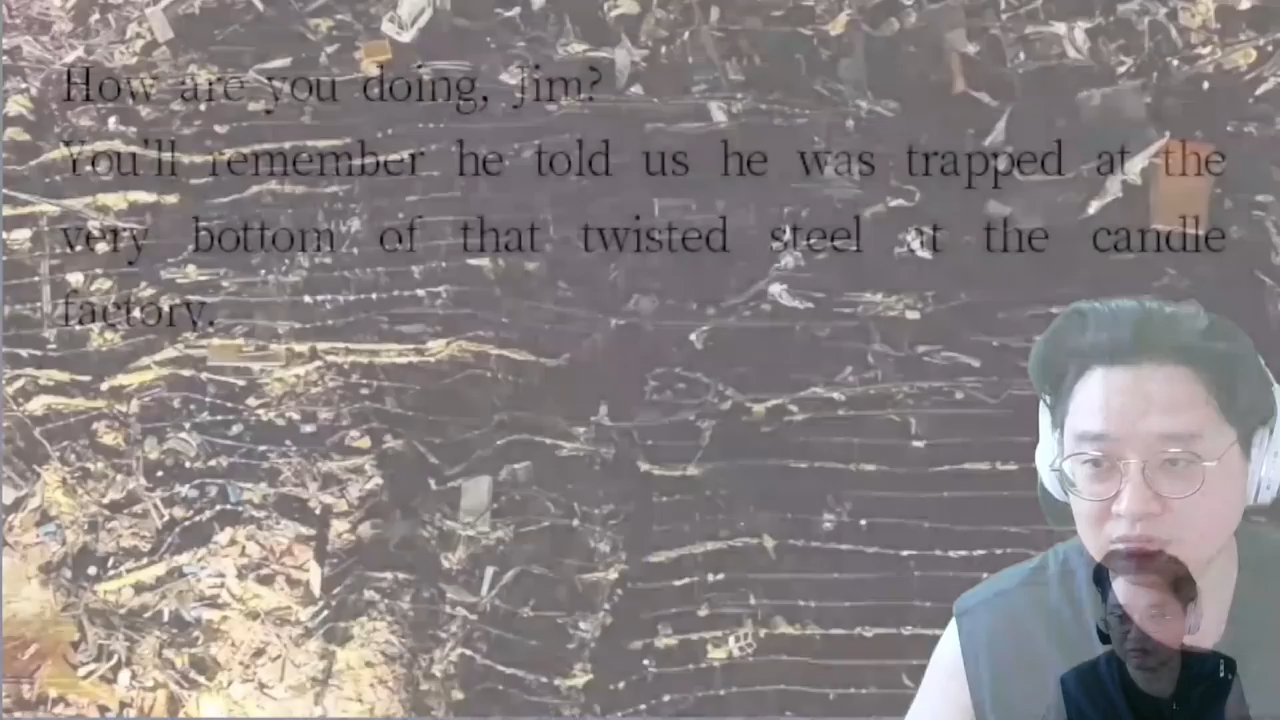 How are you doing, Jim?
You'll remember he told us he was trapped at the
very bottom of that twisted steel at the candle
factory.